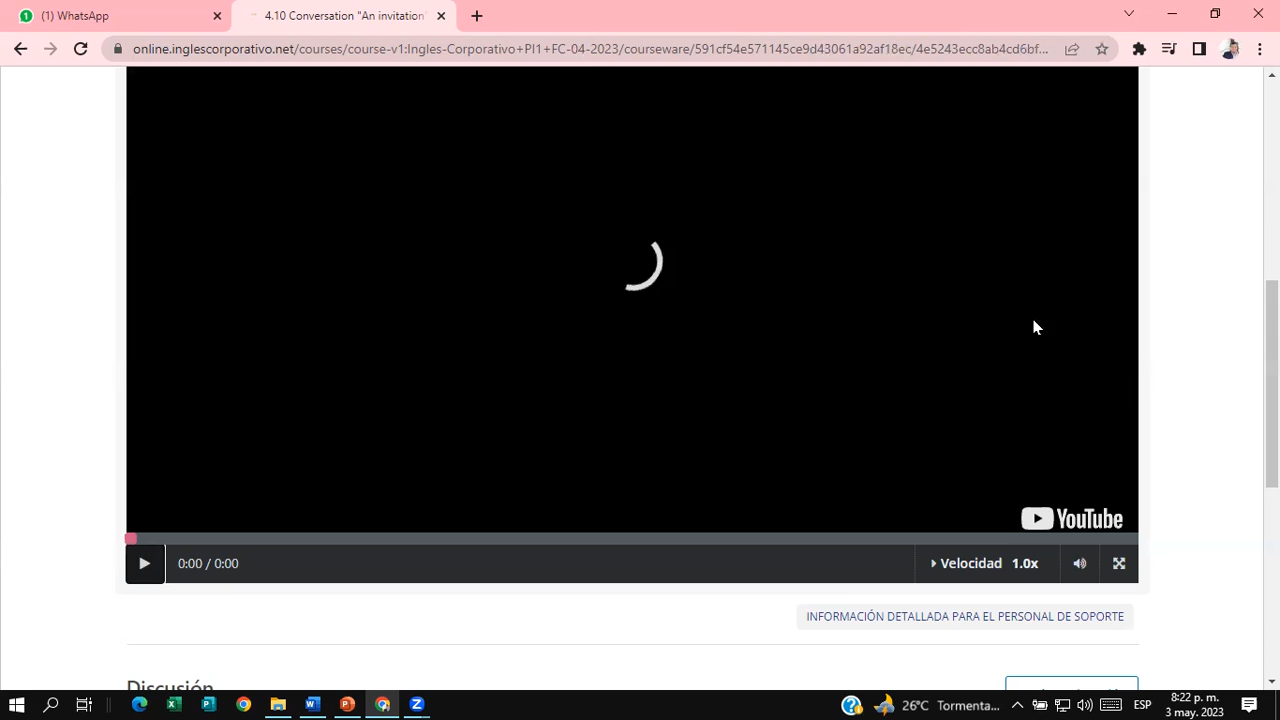 (1) WhatsApp
4.10 Conversation "An invitation"
online.inglescorporativo.net/courses/course-v1:Ingles-Corporativo+PI1+FC-04-2023/courseware/591cf54e571145ce9d63061a92af18ec/4e5243ecc8ab4cd6bf...
YouTube
0:00 / 0:00
Velocidad 1.0x
INFORMACIÓN DETALLADA PARA EL PERSONAL DE SOPORTE
Discusión
26°C Tormenta...
ESP
8:22 p. m.
3 may. 2023